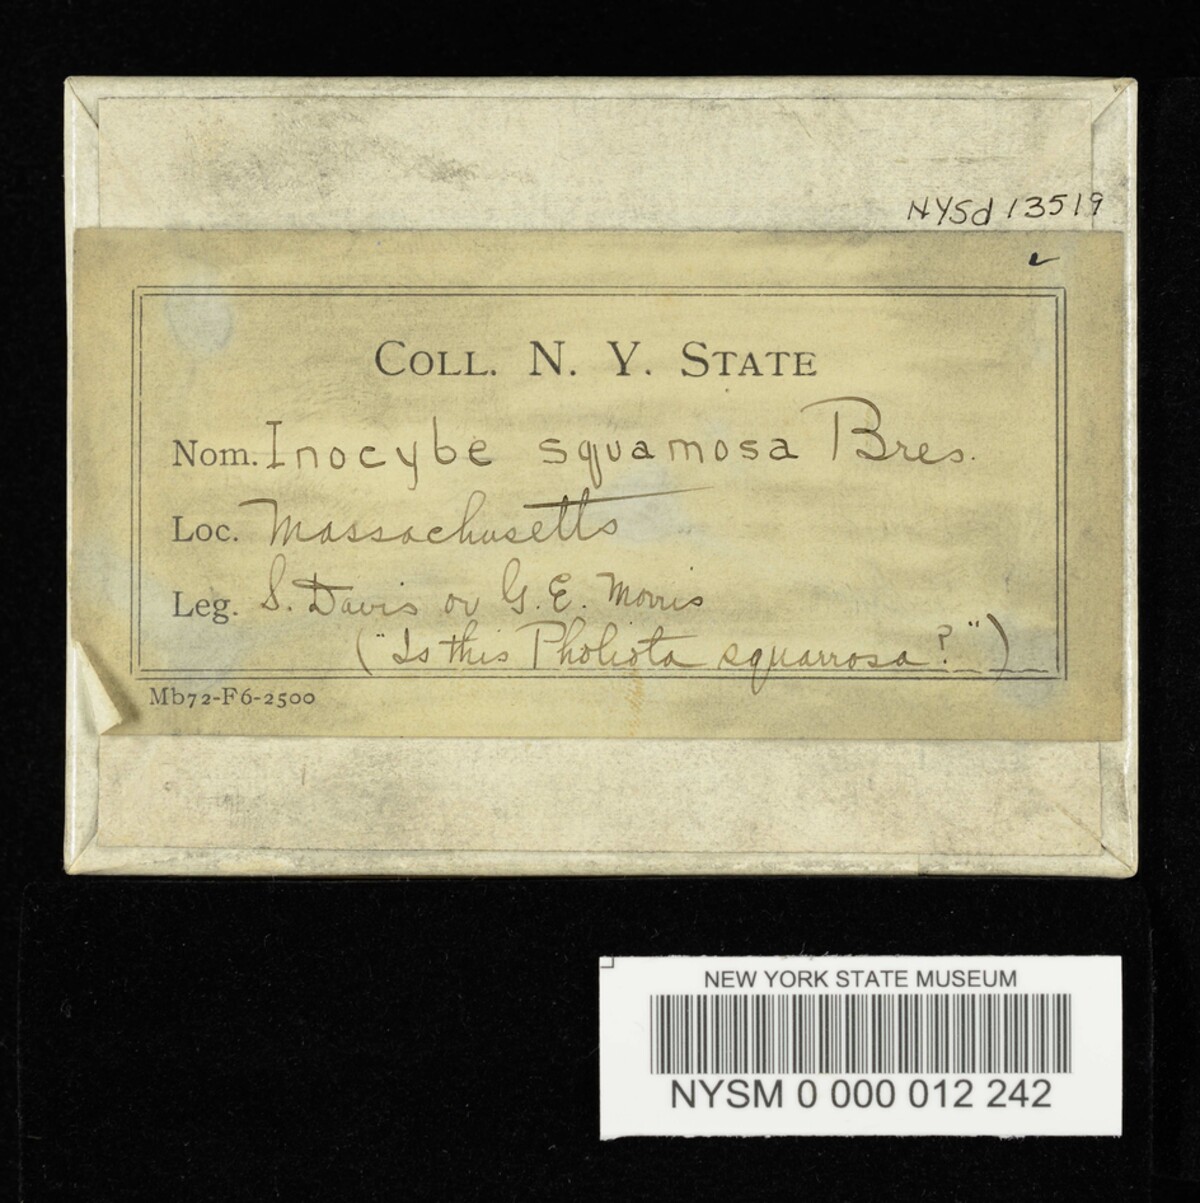 NYSd 13519
COLL. N. Y. STATE
Nom. Inocybe squamosa Bres.
Loc. Massachusetts
Leg. S. Davis or G. E. Morris
("Is this Pholiota squarrosa?")
Mb72-F6-2500
NEW YORK STATE MUSEUM
NYSM 0 000 012 242